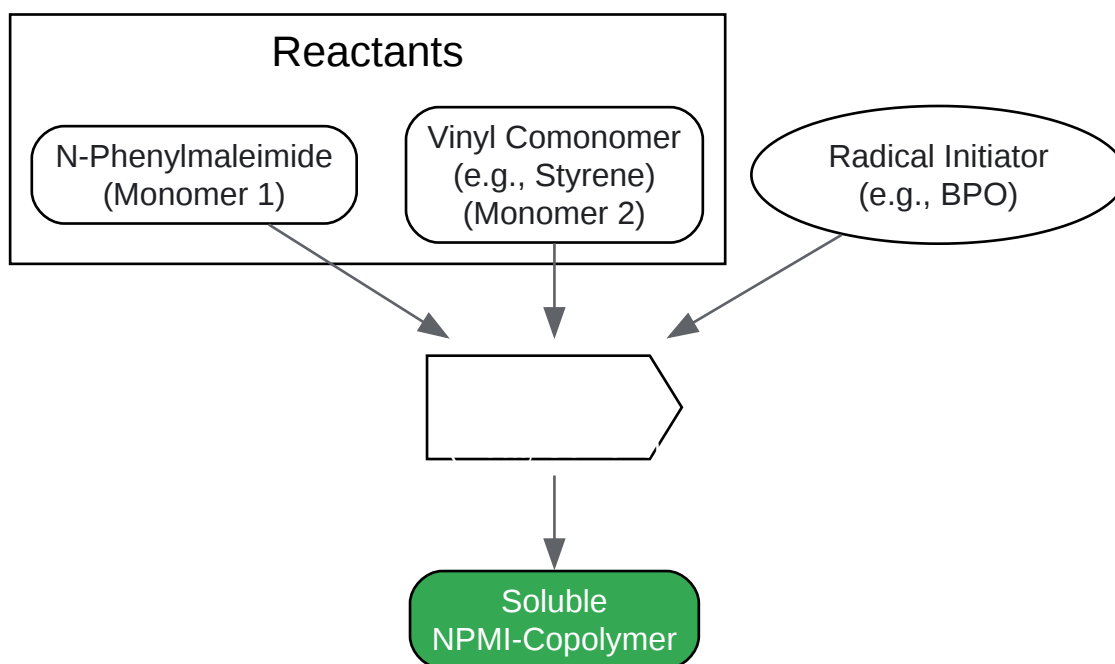 Reactants
N-Phenylmaleimide
(Monomer 1)
Vinyl Comonomer
(e.g., Styrene)
(Monomer 2)
Radical Initiator
(e.g., BPO)
Soluble
NPMI-Copolymer